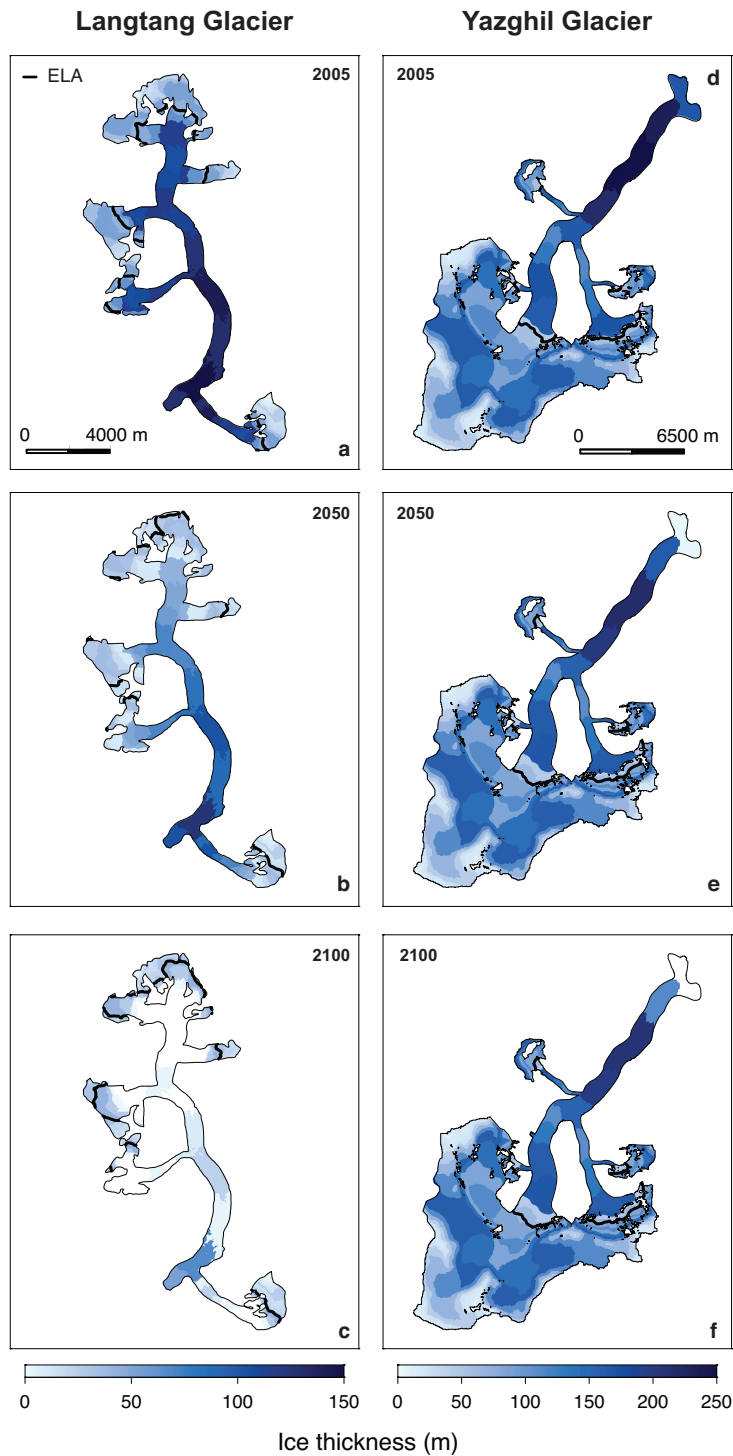 Langtang Glacier
Yazghil Glacier
ELA
2005
0 4000 m
a
2005
d
0 6500 m
2050
b
2050
e
2100
c
2100
f
0 50 100 150
0 50 100 150 200 250
Ice thickness (m)